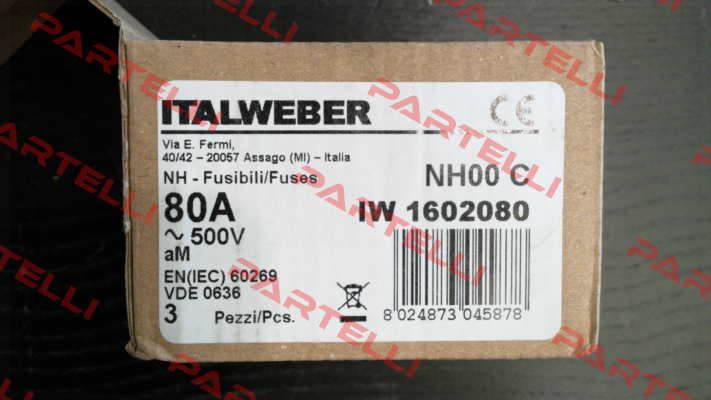 ITALWEBER
CE
Via E. Fermi,
40/42 – 20057 Assago (MI) – Italia
NH - Fusibili/Fuses
NH00 C
80A
IW 1602080
~ 500V
aM
EN(IEC) 60269
VDE 0636
3 Pezzi/Pcs.
8 024873 045878
PARTELLI
PARTELLI
PARTELLI
PARTELLI
PARTELLI
PARTELLI
PARTELLI
PARTELLI